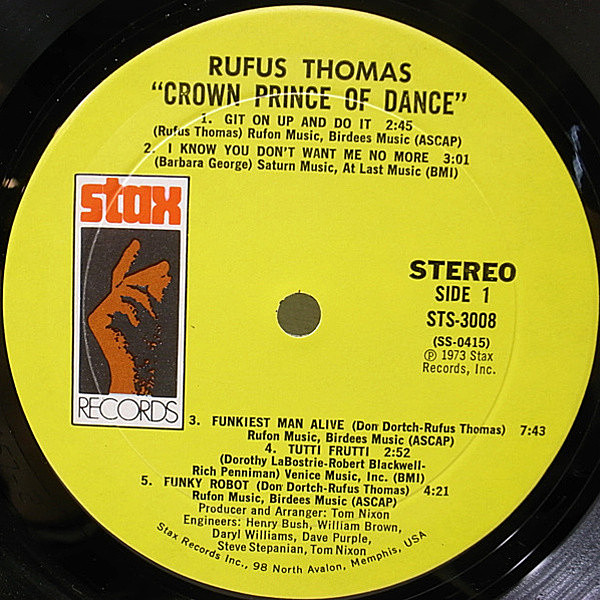 RUFUS THOMAS
"CROWN PRINCE OF DANCE"
1. GIT ON UP AND DO IT 2:45
(Rufus Thomas) Rufon Music, Birdees Music (ASCAP)
2. I KNOW YOU DON'T WANT ME NO MORE 3:01
(Barbara George) Saturn Music, At Last Music (BMI)
stax
RECORDS
STEREO
SIDE 1
STS-3008
(SS-0415)
℗ 1973 Stax
Records, Inc.
3. FUNKIEST MAN ALIVE (Don Dortch-Rufus Thomas) 7:43
Rufon Music, Birdees Music (ASCAP)
4. TUTTI FRUTTI 2:52
(Dorothy LaBostrie-Robert Blackwell-
Rich Penniman) Venice Music, Inc. (BMI)
5. FUNKY ROBOT (Don Dortch-Rufus Thomas) 4:21
Rufon Music, Birdees Music (ASCAP)
Producer and Arranger: Tom Nixon
Engineers: Henry Bush, William Brown,
Daryl Williams, Dave Purple,
Steve Stepanian, Tom Nixon
Stax Records Inc., 98 North Avalon, Memphis, USA